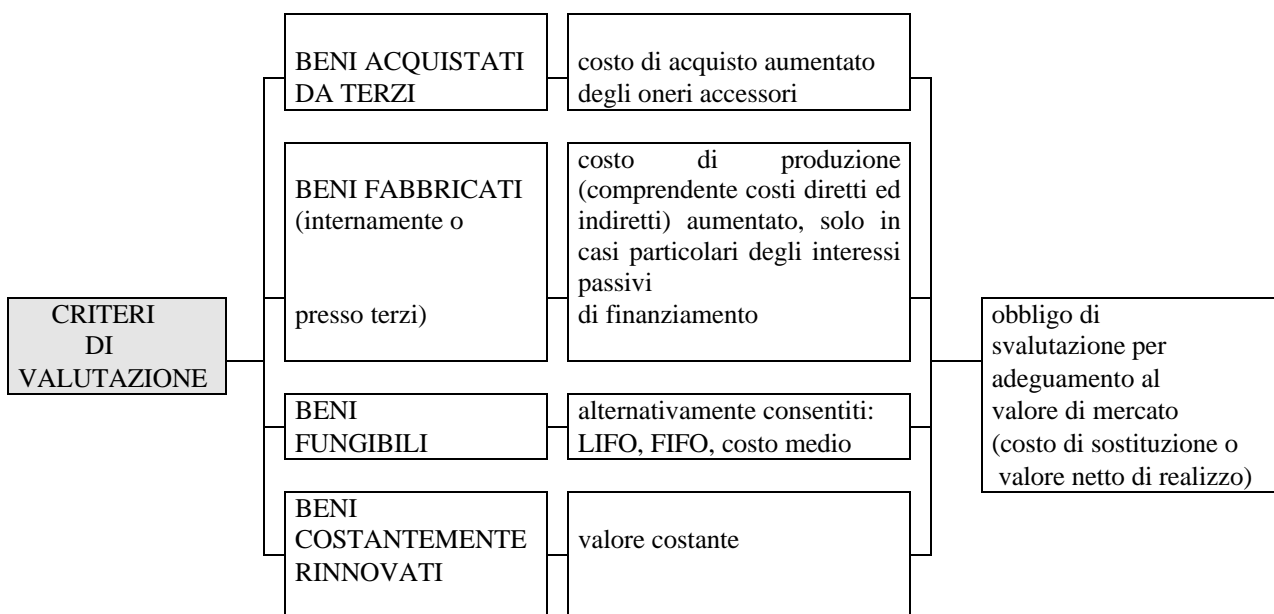 CRITERI
DI
VALUTAZIONE
BENI ACQUISTATI
DA TERZI
costo di acquisto aumentato
degli oneri accessori
BENI FABBRICATI
(internamente o
presso terzi)
costo di produzione
(comprendente costi diretti ed
indiretti) aumentato, solo in
casi particolari degli interessi
passivi
di finanziamento
BENI
FUNGIBILI
alternativamente consentiti:
LIFO, FIFO, costo medio
BENI
COSTANTEMENTE
RINNOVATI
valore costante
obbligo di
svalutazione per
adeguamento al
valore di mercato
(costo di sostituzione o
valore netto di realizzo)